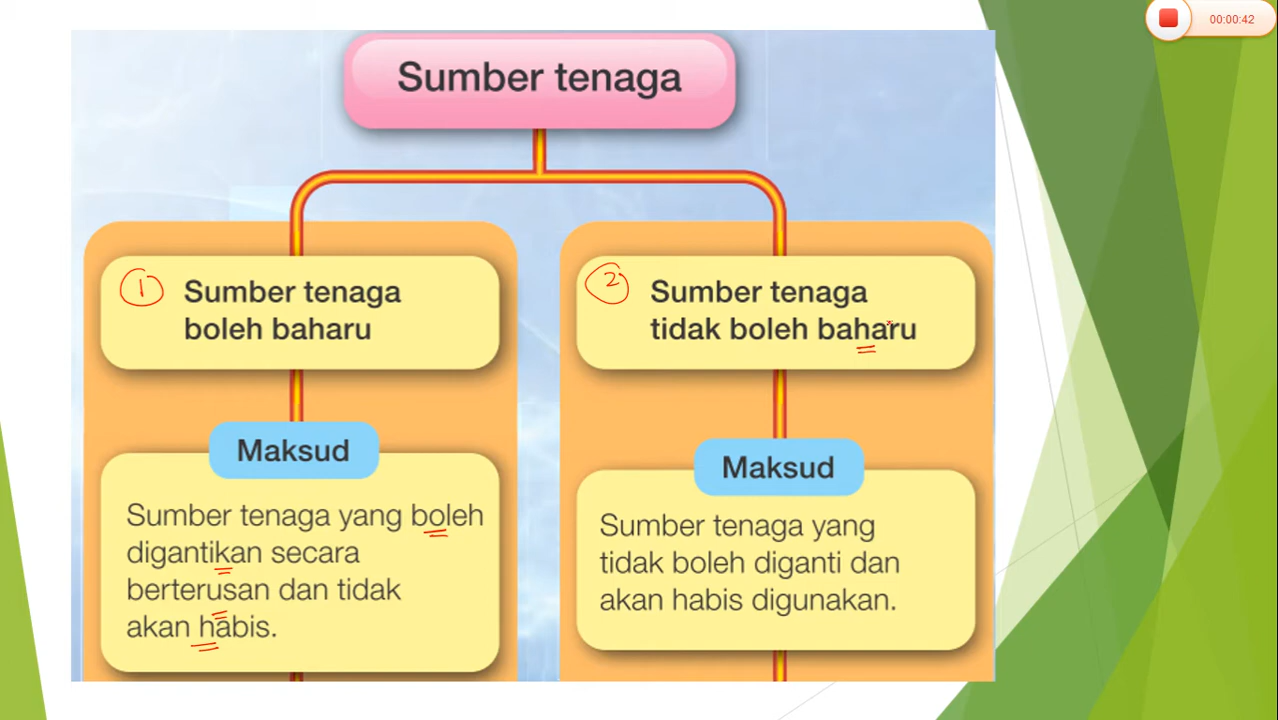 00:00:42
Sumber tenaga
1
Sumber tenaga
boleh baharu
Maksud
Sumber tenaga yang boleh
digantikan secara
berterusan dan tidak
akan habis.
2
Sumber tenaga
tidak boleh baharu
Maksud
Sumber tenaga yang
tidak boleh diganti dan
akan habis digunakan.